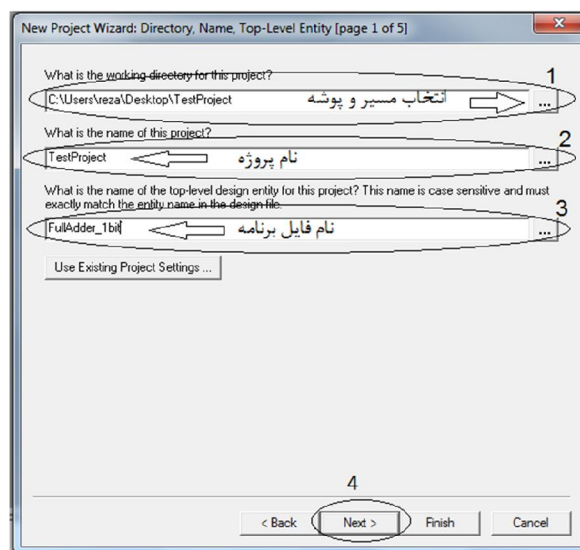 New Project Wizard: Directory, Name, Top-Level Entity [page 1 of 5]
What is the working directory for this project?
1
C:\Users\reza\Desktop\TestProject انتخاب مسیر و پوشه ...
What is the name of this project?
2
TestProject نام پروژه ...
What is the name of the top-level design entity for this project? This name is case sensitive and must
exactly match the entity name in the design file.
3
FullAdder_1bit نام فایل برنامه ...
Use Existing Project Settings ...
4
< Back Next > Finish Cancel